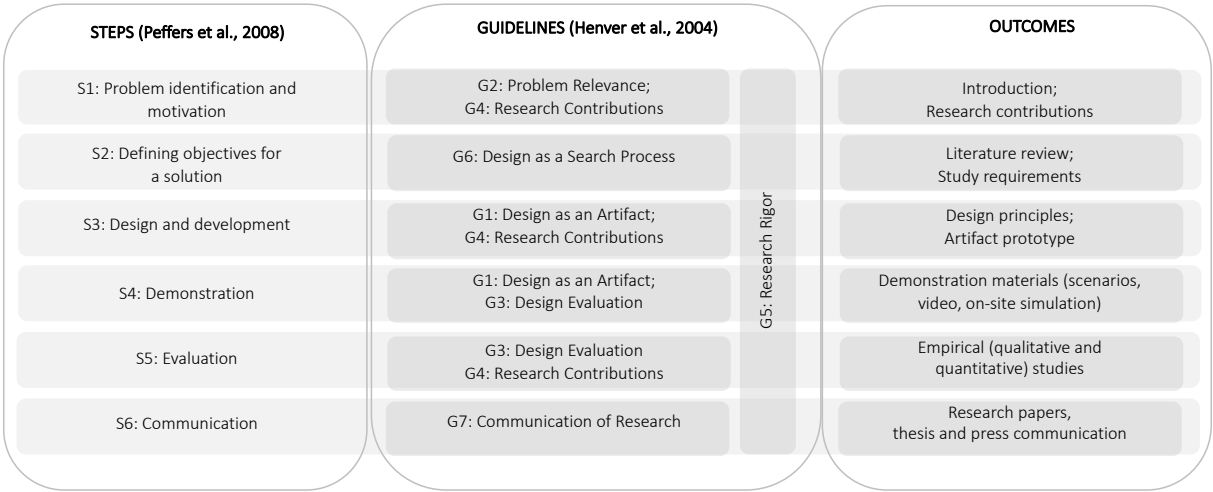 STEPS (Peffers et al., 2008)
GUIDELINES (Henver et al., 2004)
OUTCOMES
S1: Problem identification and
motivation
G2: Problem Relevance;
G4: Research Contributions
Introduction;
Research contributions
S2: Defining objectives for
a solution
G6: Design as a Search Process
Literature review;
Study requirements
S3: Design and development
G1: Design as an Artifact;
G4: Research Contributions
Design principles;
Artifact prototype
S4: Demonstration
G1: Design as an Artifact;
G3: Design Evaluation
Demonstration materials (scenarios,
video, on-site simulation)
S5: Evaluation
G3: Design Evaluation
G4: Research Contributions
Empirical (qualitative and
quantitative) studies
S6: Communication
G7: Communication of Research
Research papers,
thesis and press communication
G5: Research Rigor